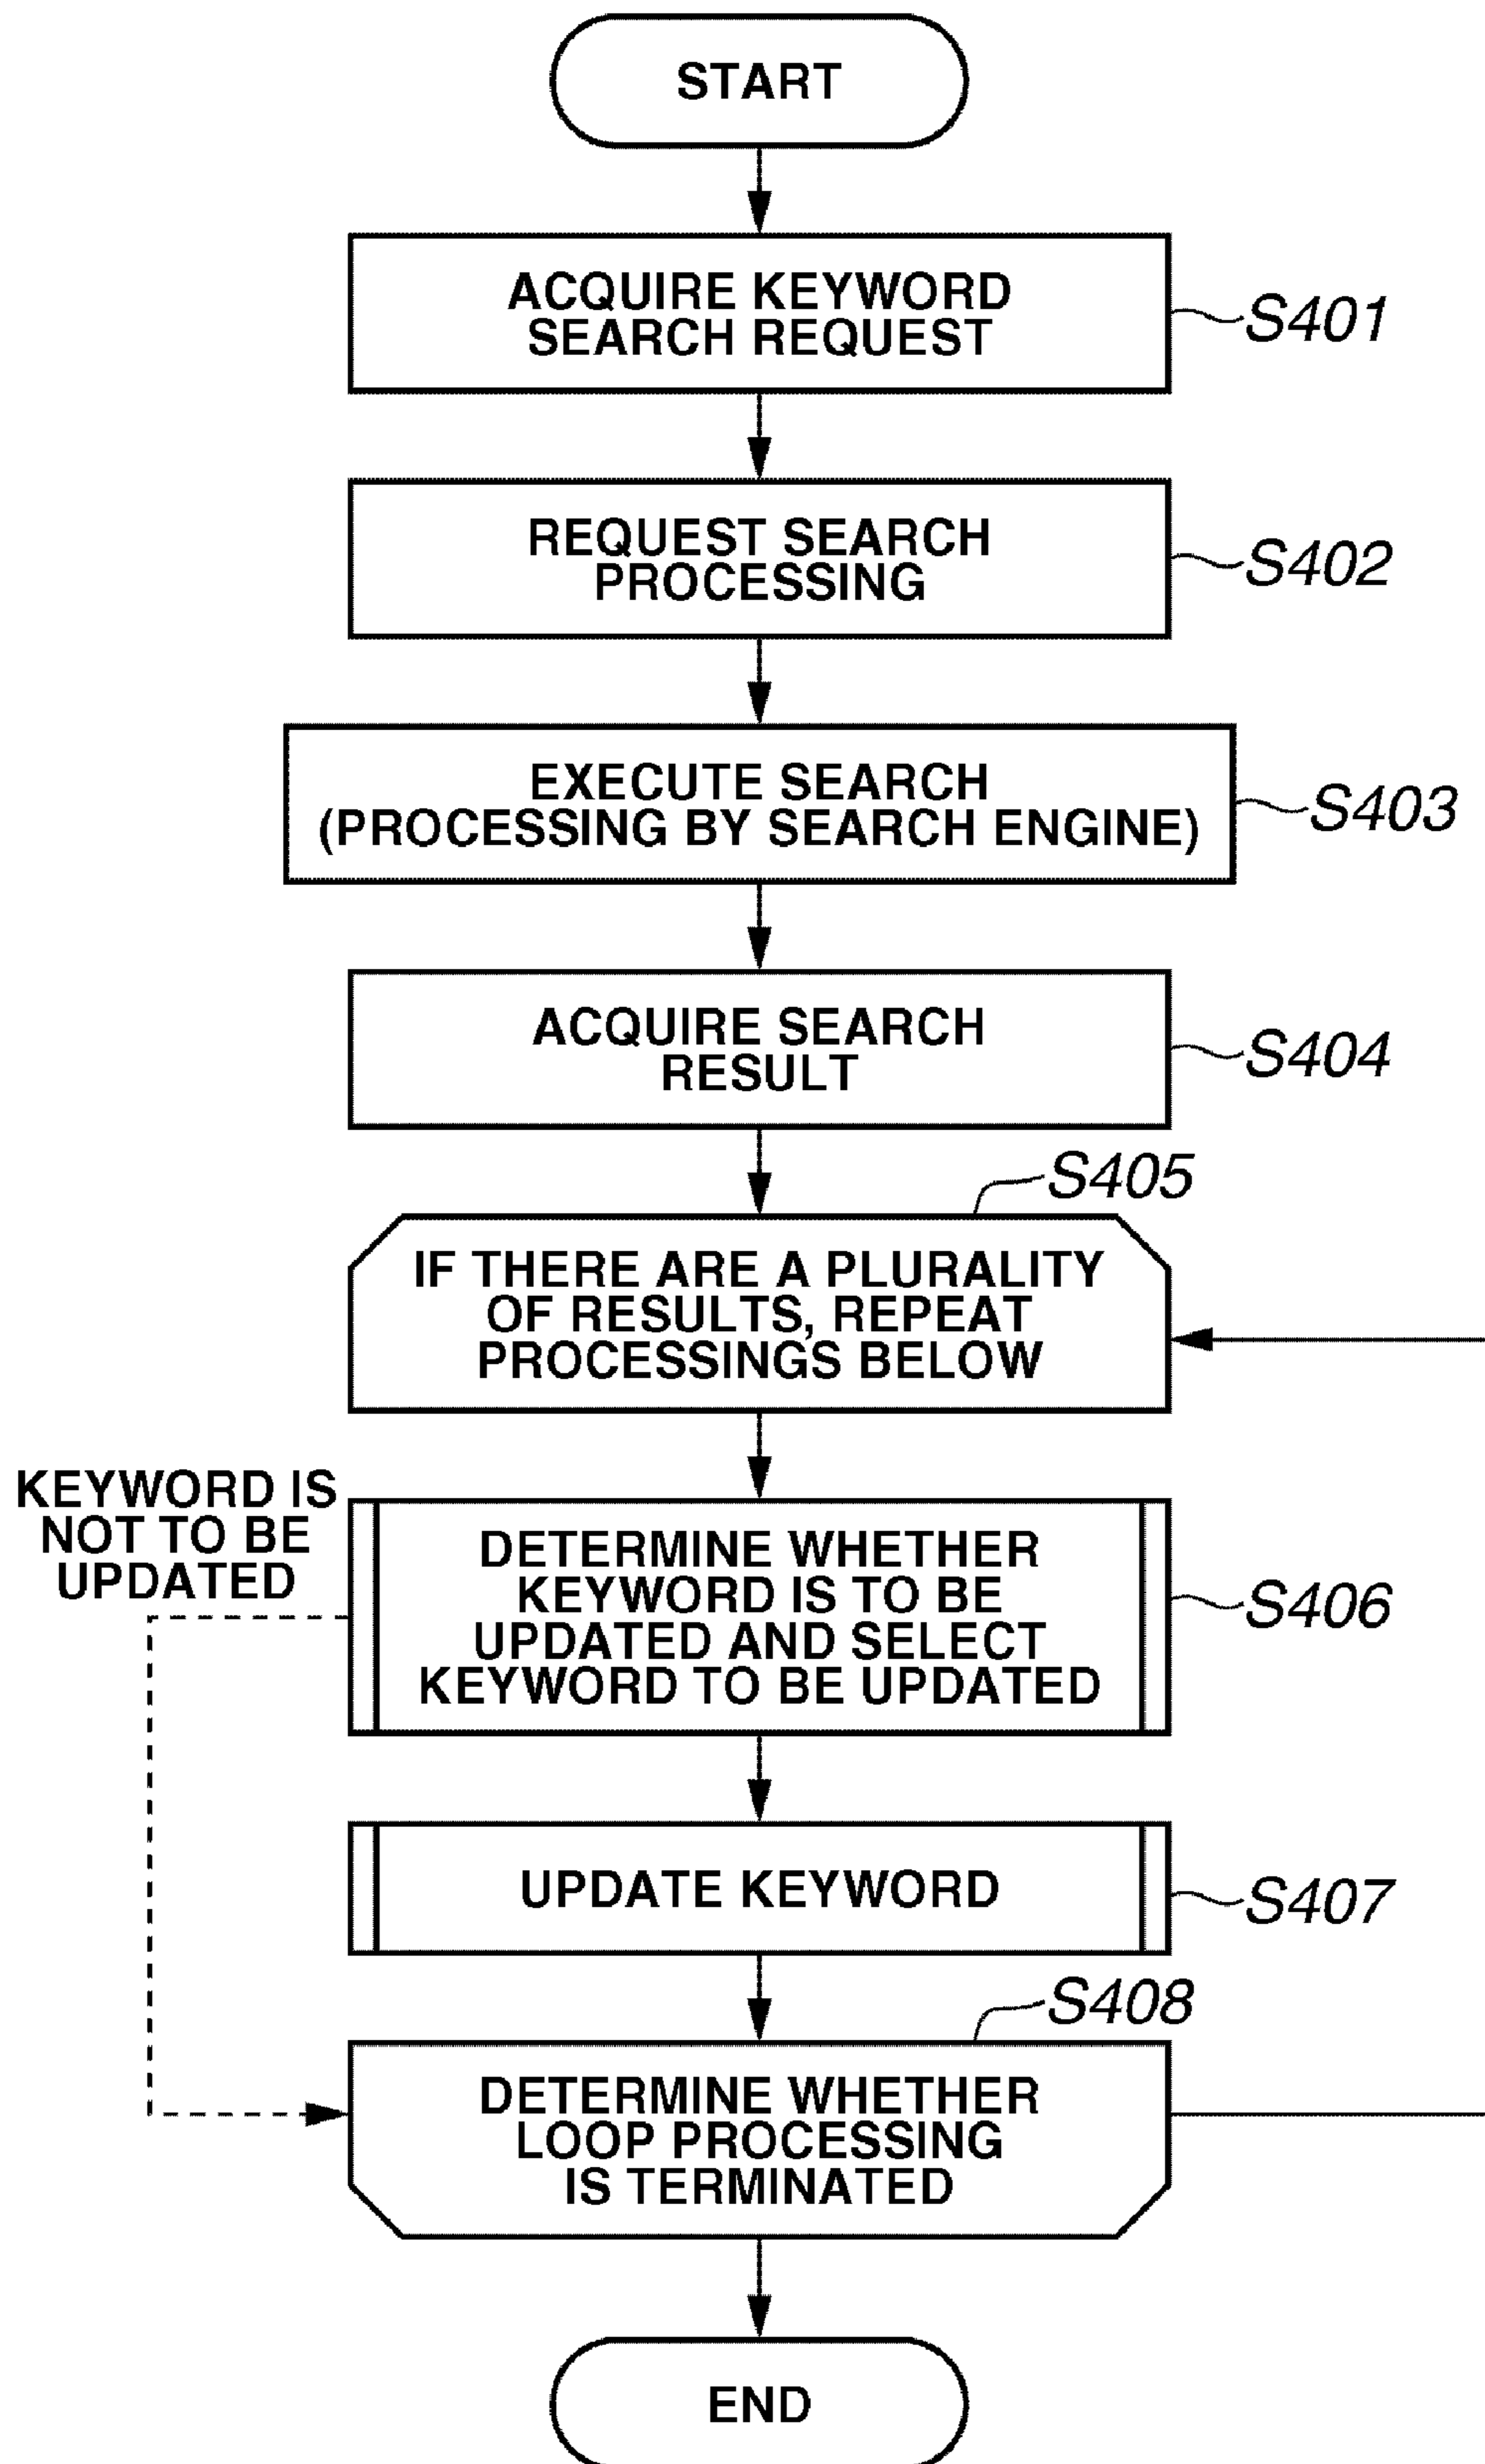 START
ACQUIRE KEYWORD
SEARCH REQUEST
S401
REQUEST SEARCH
PROCESSING
S402
EXECUTE SEARCH
(PROCESSING BY SEARCH ENGINE)
S403
ACQUIRE SEARCH
RESULT
S404
S405
IF THERE ARE A PLURALITY
OF RESULTS, REPEAT
PROCESSINGS BELOW
KEYWORD IS
NOT TO BE
UPDATED
DETERMINE WHETHER
KEYWORD IS TO BE
UPDATED AND SELECT
KEYWORD TO BE UPDATED
S406
UPDATE KEYWORD
S407
S408
DETERMINE WHETHER
LOOP PROCESSING
IS TERMINATED
END